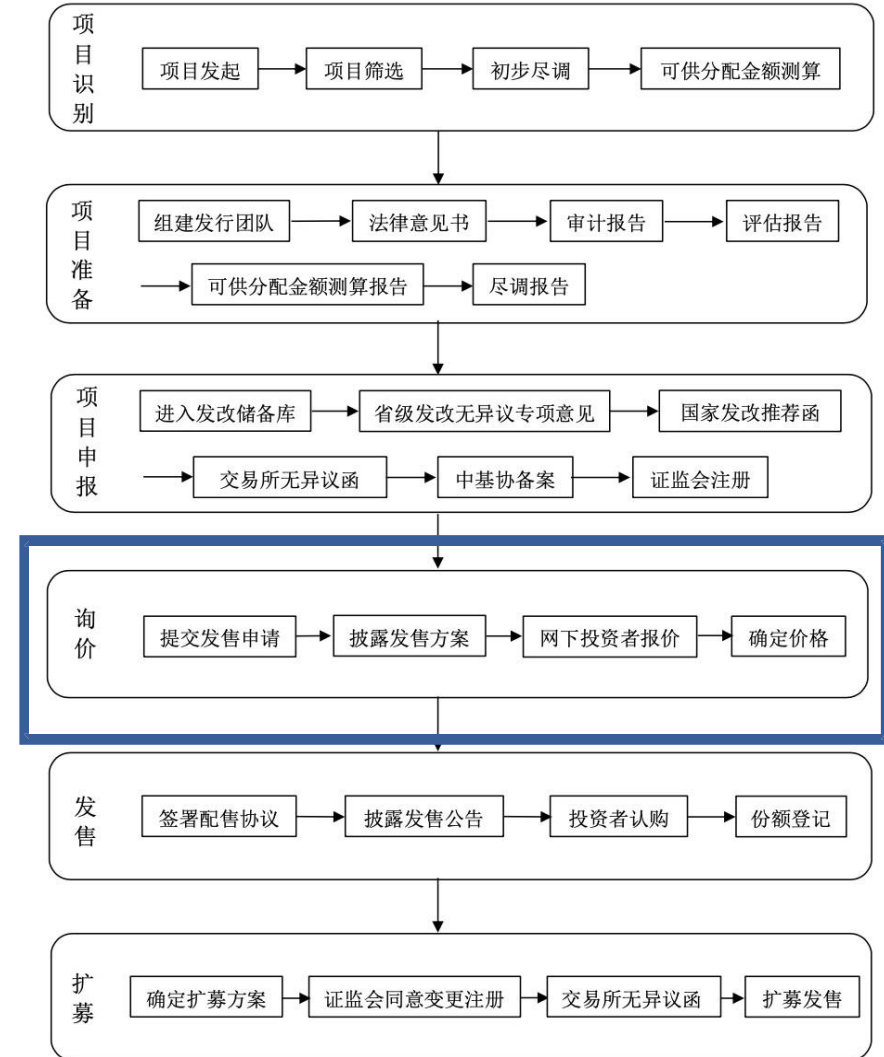 项目识别
项目发起 项目筛选 初步尽调 可供分配金额测算
项目准备
组建发行团队 法律意见书 审计报告 评估报告
可供分配金额测算报告 尽调报告
项目申报
进入发改储备库 省级发改无异议专项意见 国家发改推荐函
交易所无异议函 中基协备案 证监会注册
询价
提交发售申请 披露发售方案 网下投资者报价 确定价格
发售
签署配售协议 披露发售公告 投资者认购 份额登记
扩募
确定扩募方案 证监会同意变更注册 交易所无异议函 扩募发售